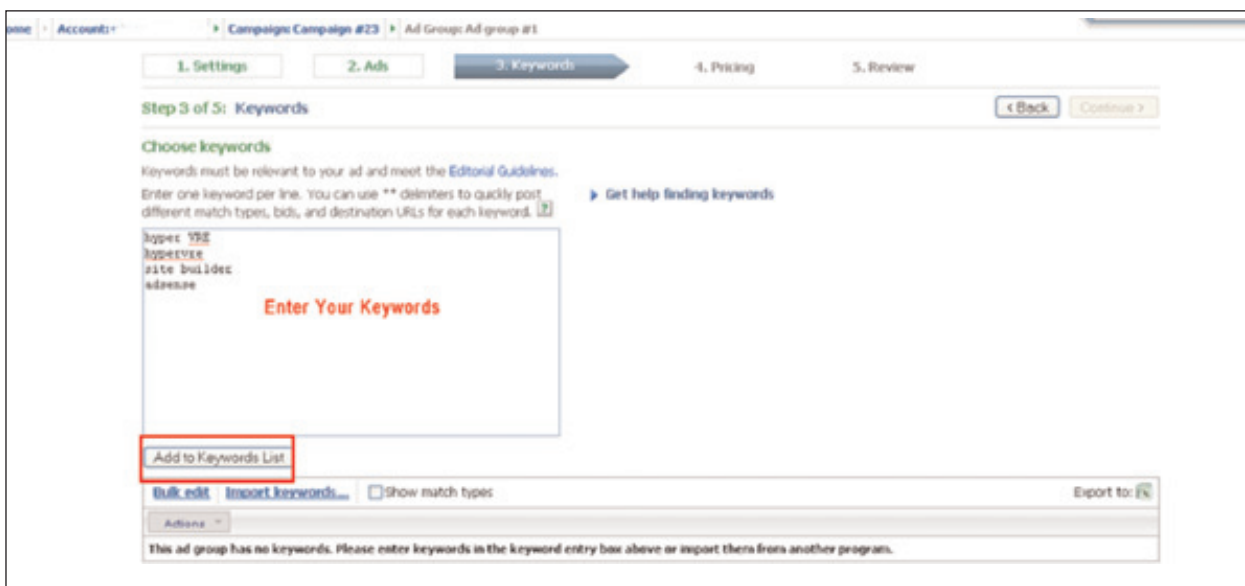 ome Account: Campaign: Campaign #23 Ad Group: Ad group #1
1. Settings 2. Ads 3. Keywords 4. Pricing 5. Review
Step 3 of 5: Keywords < Back Continue >
Choose keywords
Keywords must be relevant to your ad and meet the Editorial Guidelines.
Enter one keyword per line. You can use ** delimiters to quickly post
different match types, bids, and destination URLs for each keyword. ?
Get help finding keywords
hyper VRE
hypervre
site builder
adsense
Enter Your Keywords
Add to Keywords List
Bulk edit Import keywords... Show match types Export to:
Actions
This ad group has no keywords. Please enter keywords in the keyword entry box above or import them from another program.